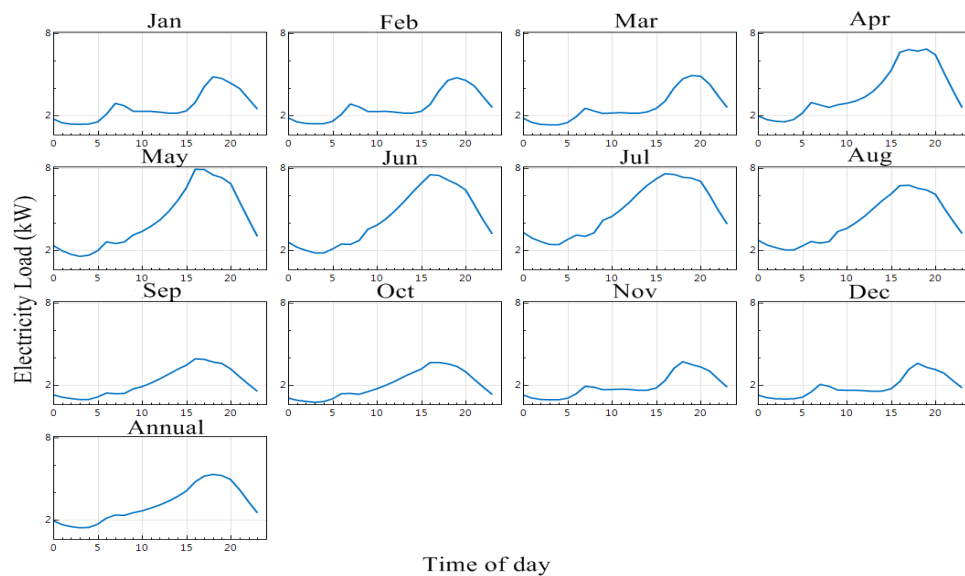 Jan Feb Mar Apr
8 8 8 8
2 2 2 2
0 5 10 15 20 0 5 10 15 20 0 5 10 15 20 0 5 10 15 20
May Jun Jul Aug
8 8 8 8
2 2 2 2
0 5 10 15 20 0 5 10 15 20 0 5 10 15 20 0 5 10 15 20
Electricity Load (kW)
Sep Oct Nov Dec
8 8 8 8
2 2 2 2
0 5 10 15 20 0 5 10 15 20 0 5 10 15 20 0 5 10 15 20
Annual
8
2
0 5 10 15 20
Time of day